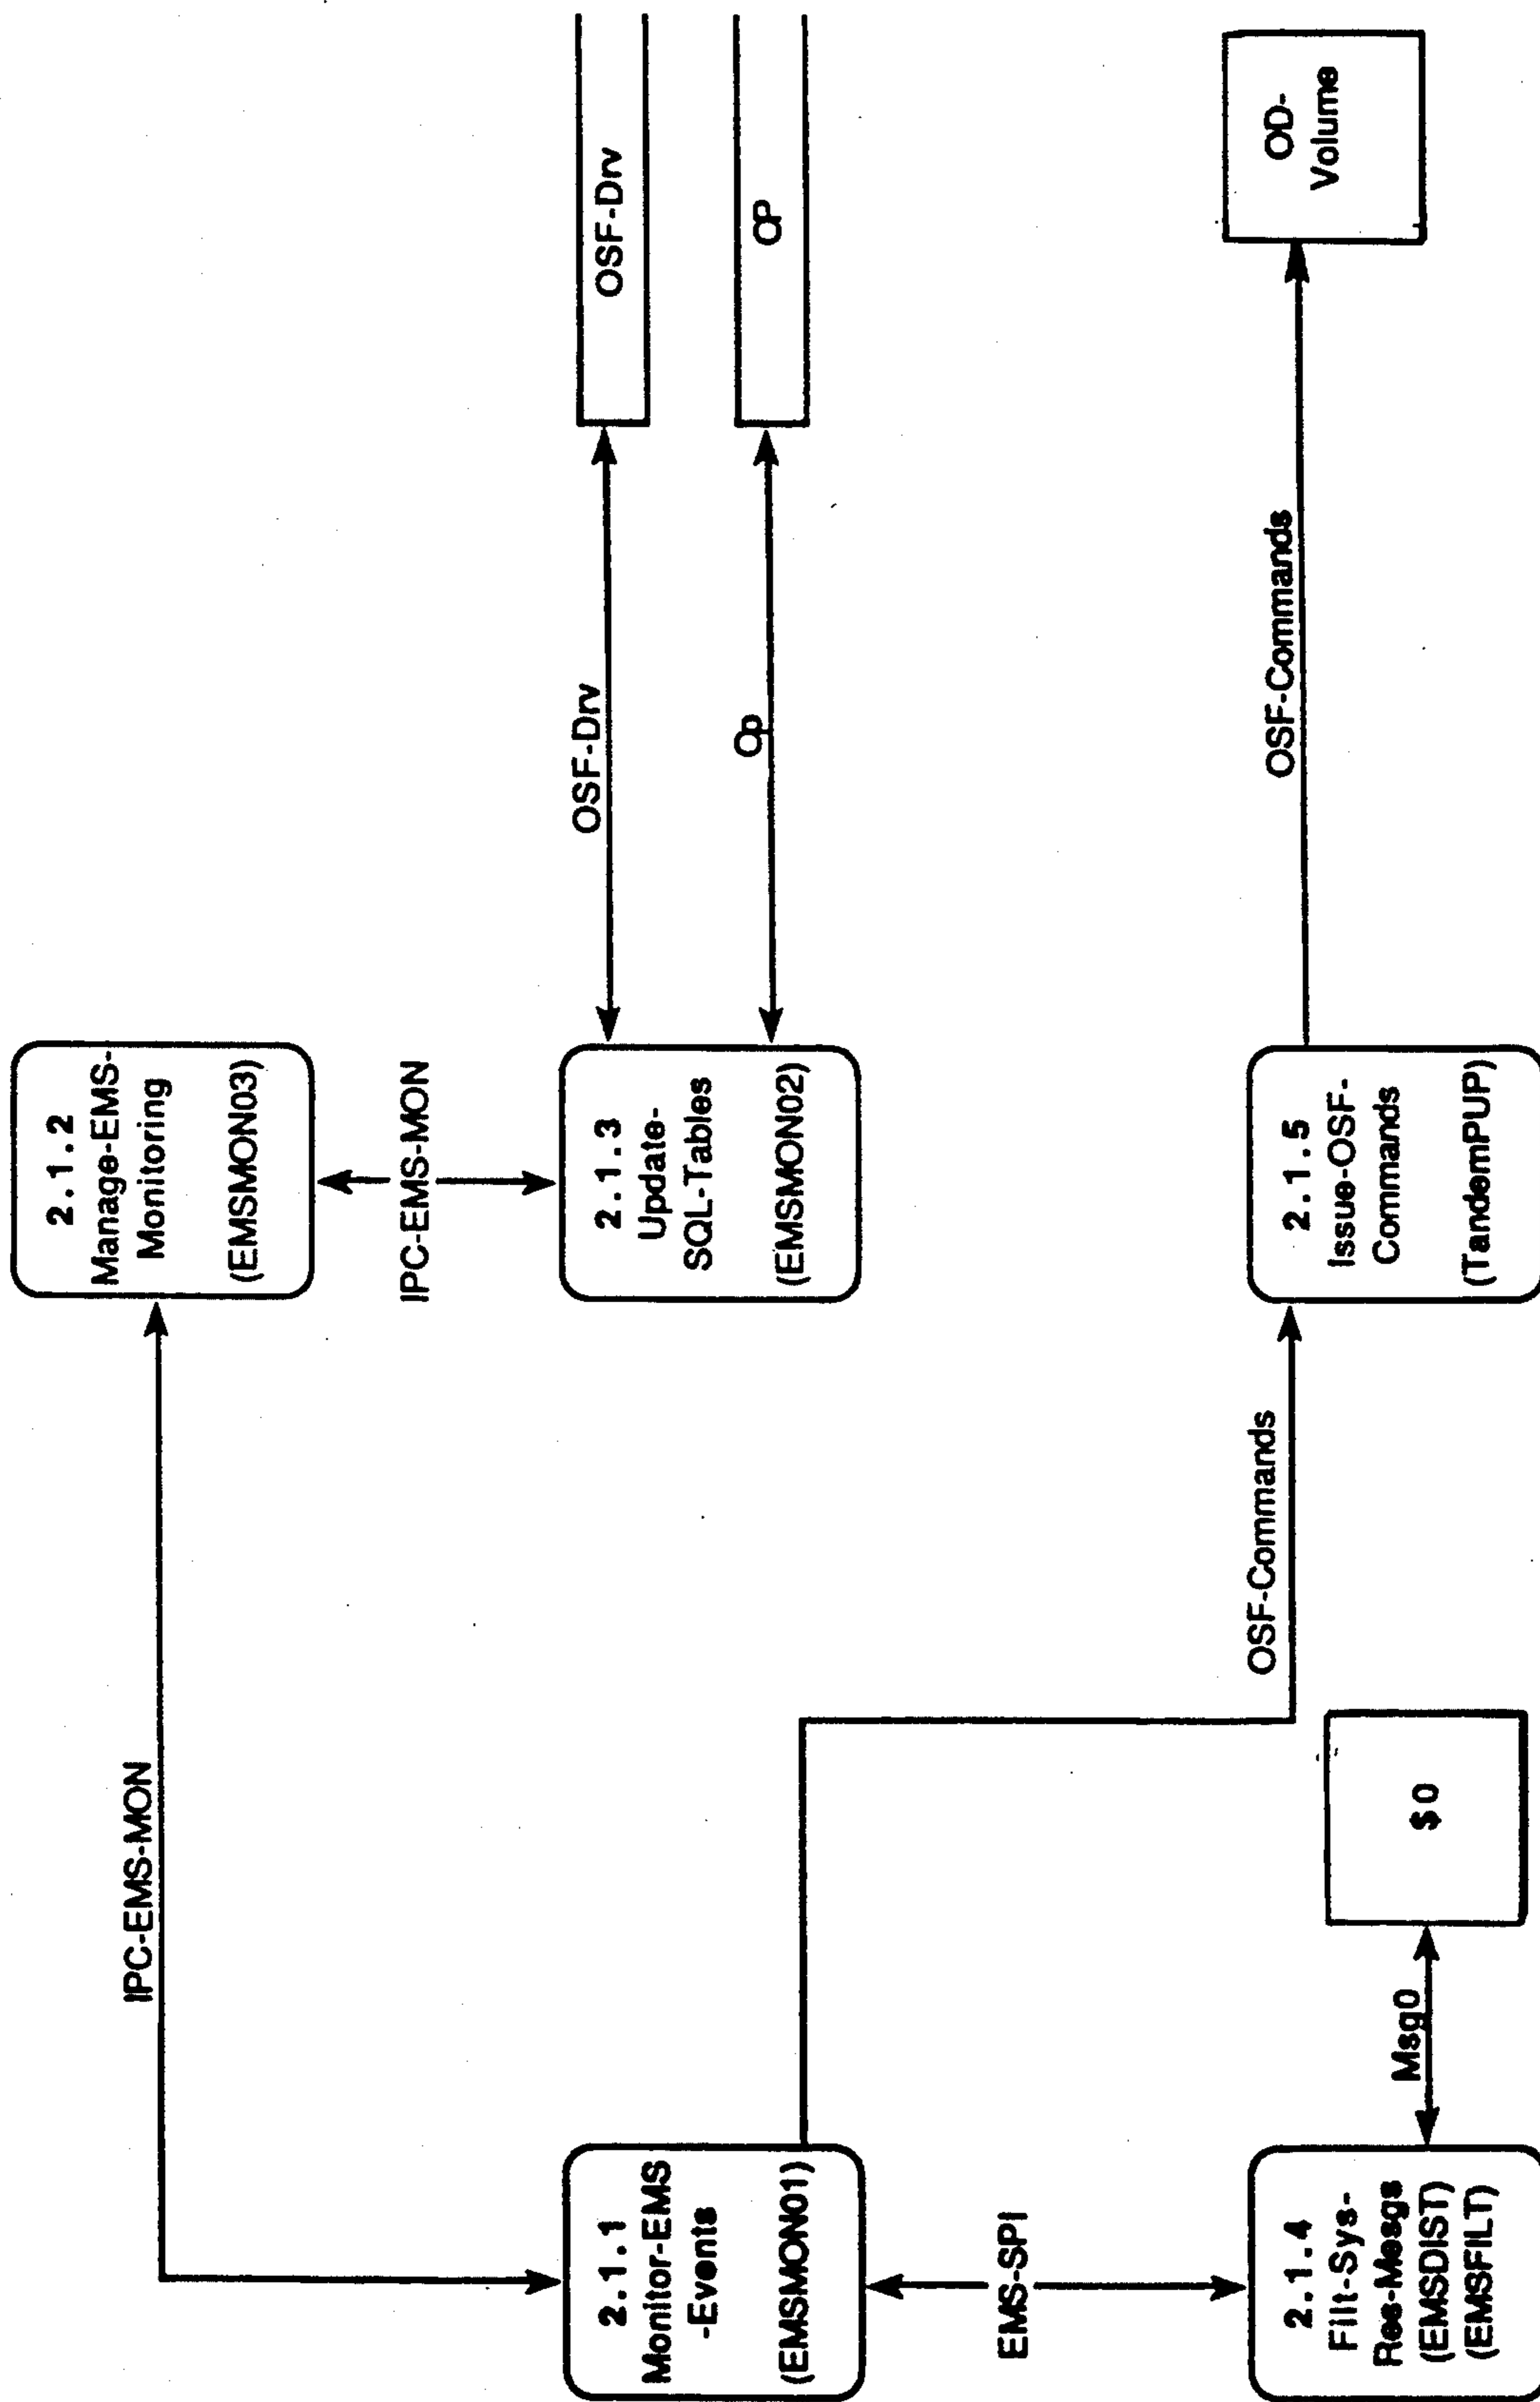 2.1.2
Manage-EMS-
Monitoring
(EMSMON03)
IPC-EMS-MON
IPC-EMS-MON
2.1.1
Monitor-EMS
-Events
(EMSMON01)
2.1.3
Update-
SQL-Tables
(EMSMON02)
OSF-Drv
OSF-Drv
Op
OP
EMS-SPI
OSF-Commands
2.1.4
Filt-Sys-
Res-Mesgs
(EMSDIST)
(EMSFILT)
Msg0
$0
2.1.5
Issue-OSF-
Commands
(TandemPUP)
OSF-Commands
OD-
Volume